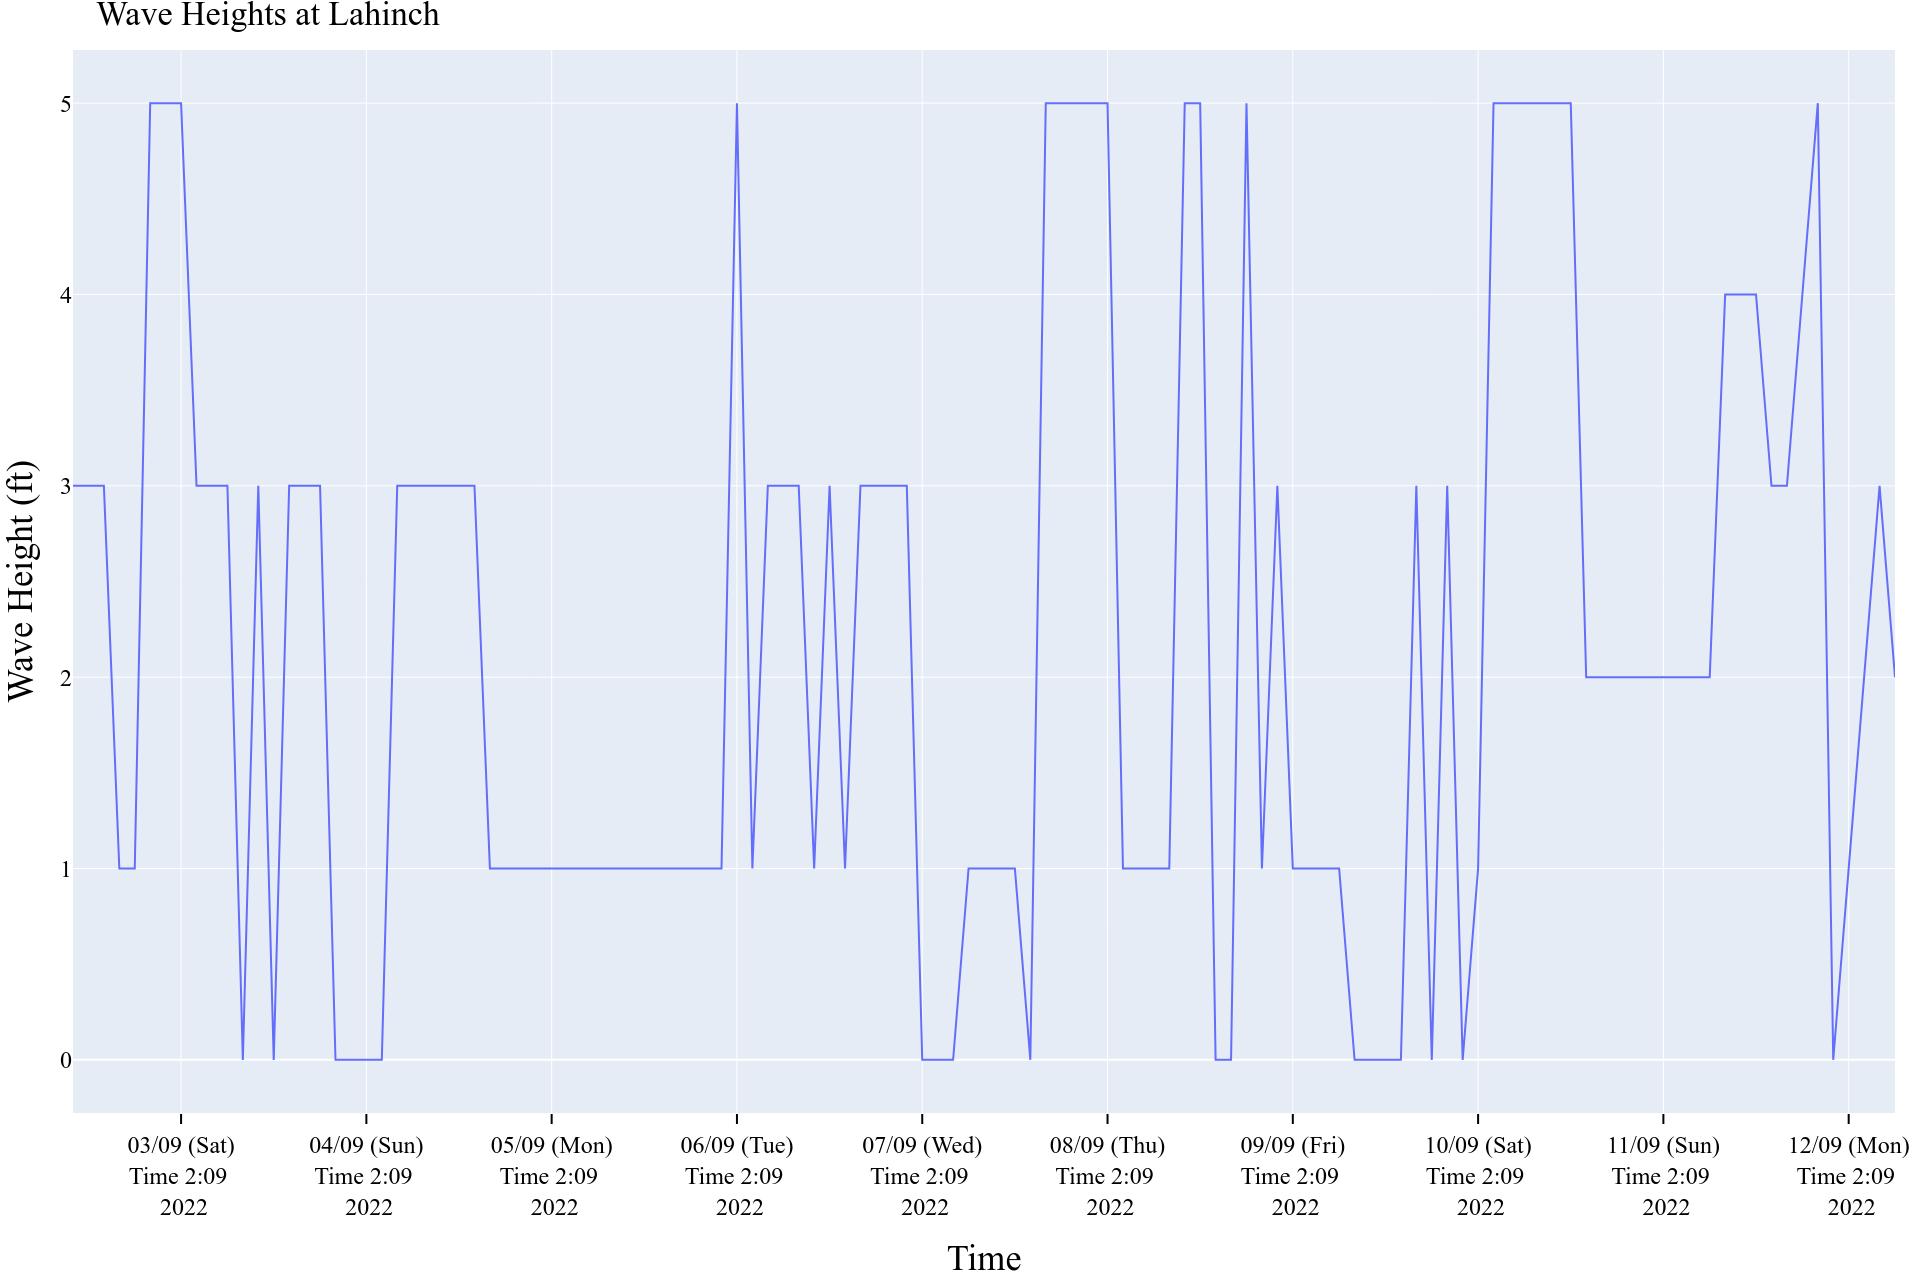 Wave Heights at Lahinch
Wave Height (ft)
5
4
3
2
1
0
03/09 (Sat) 04/09 (Sun) 05/09 (Mon) 06/09 (Tue) 07/09 (Wed) 08/09 (Thu) 09/09 (Fri) 10/09 (Sat) 11/09 (Sun) 12/09 (Mon)
Time 2:09 Time 2:09 Time 2:09 Time 2:09 Time 2:09 Time 2:09 Time 2:09 Time 2:09 Time 2:09 Time 2:09
2022 2022 2022 2022 2022 2022 2022 2022 2022 2022
Time